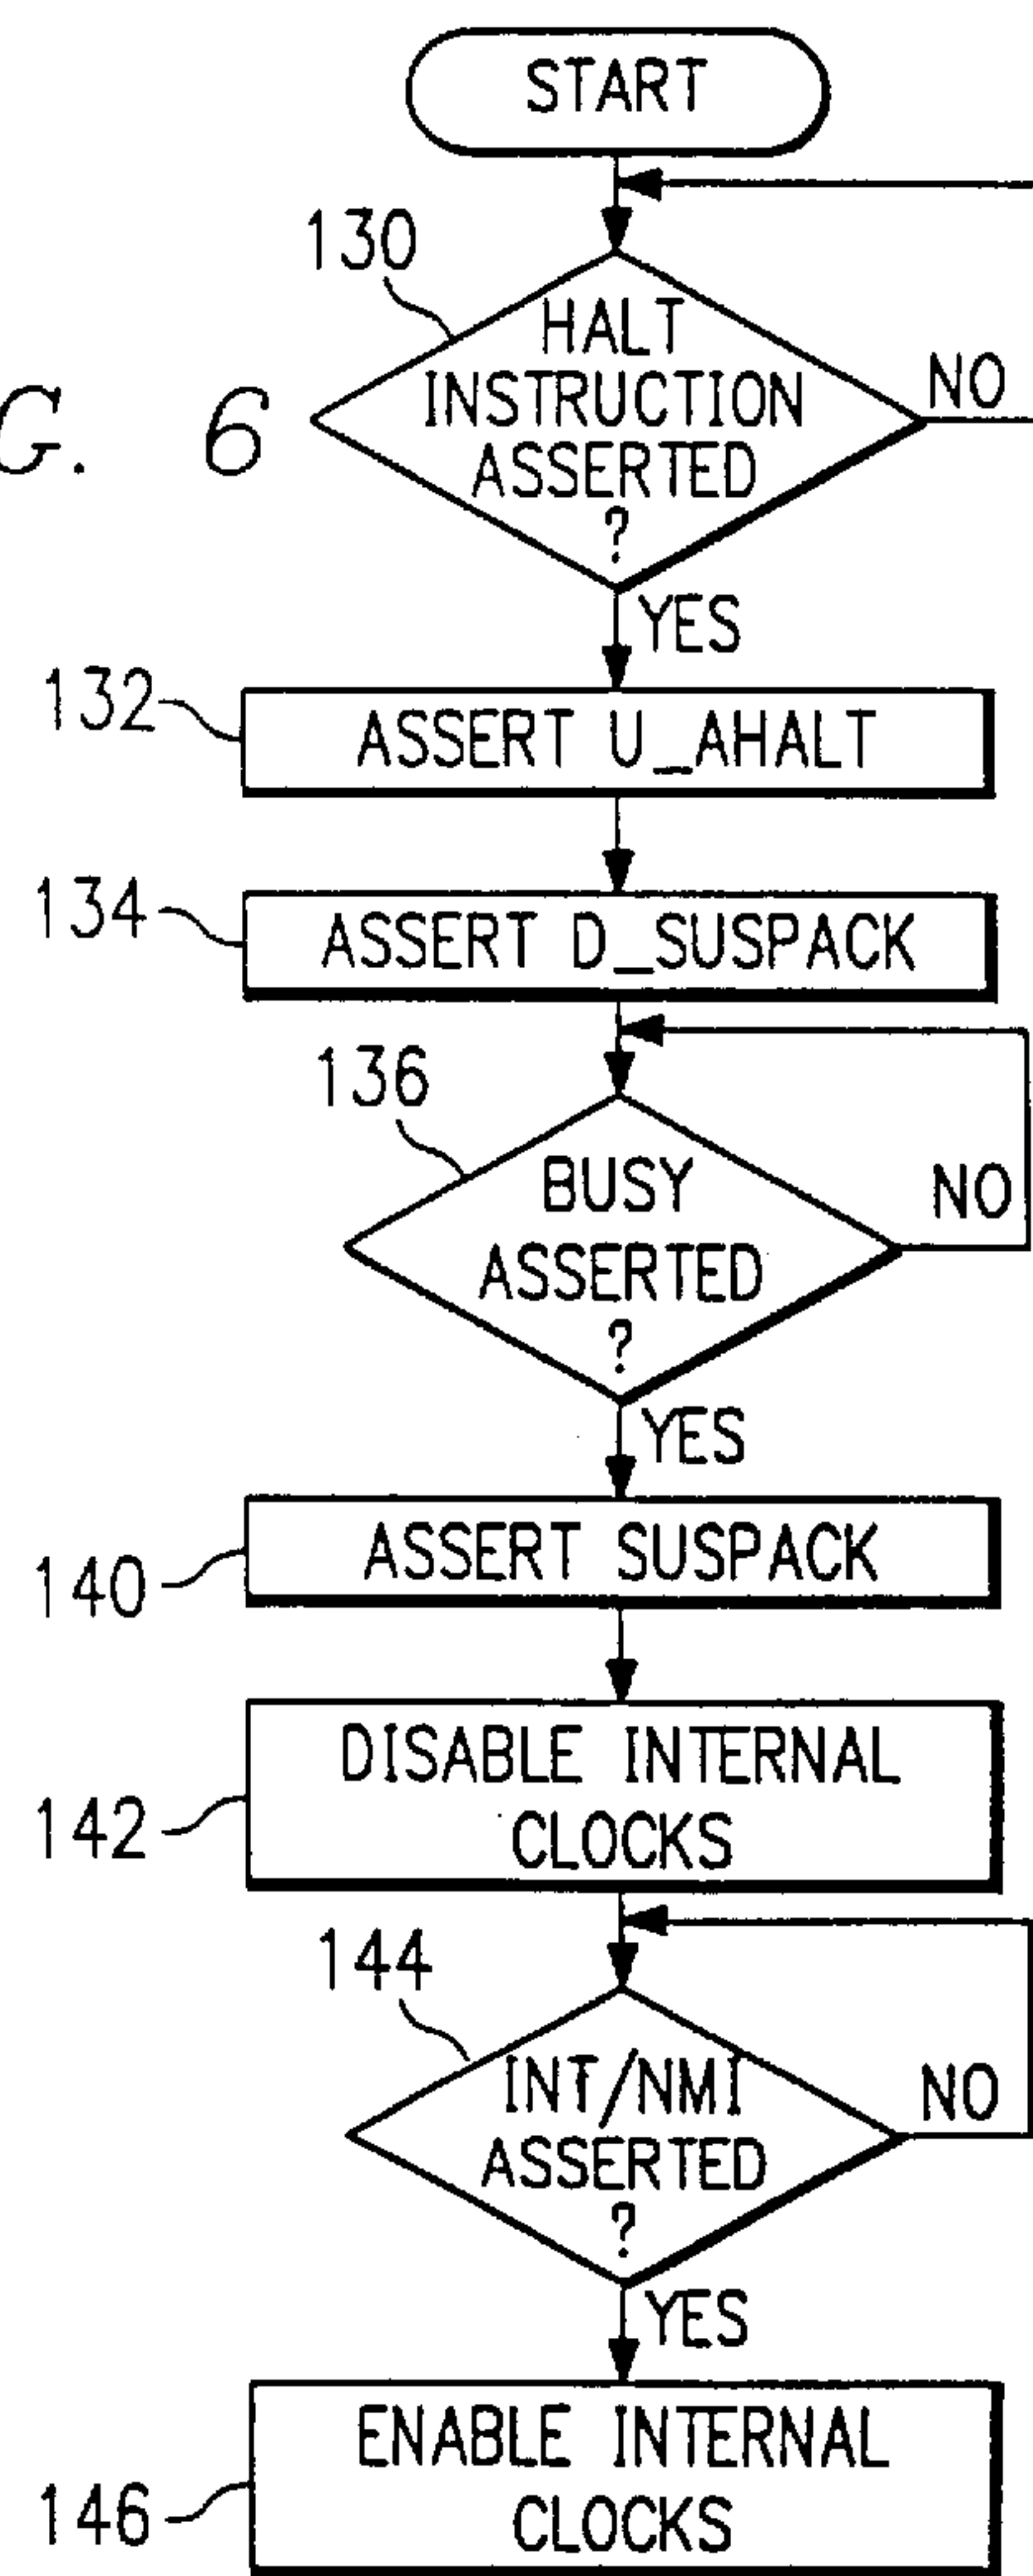 START
130
HALT
INSTRUCTION
ASSERTED
?
NO
G. 6
YES
132
ASSERT U_AHALT
134
ASSERT D_SUSPACK
136
BUSY
ASSERTED
?
NO
YES
140
ASSERT SUSPACK
142
DISABLE INTERNAL
CLOCKS
144
INT/NMI
ASSERTED
?
NO
YES
146
ENABLE INTERNAL
CLOCKS